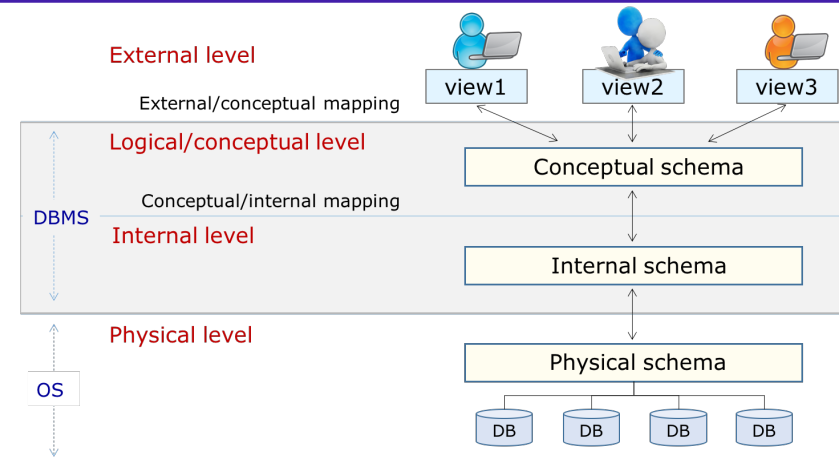 External level
view1
view2
view3
External/conceptual mapping
Logical/conceptual level
Conceptual schema
Conceptual/internal mapping
DBMS
Internal level
Internal schema
Physical level
Physical schema
OS
DB
DB
DB
DB